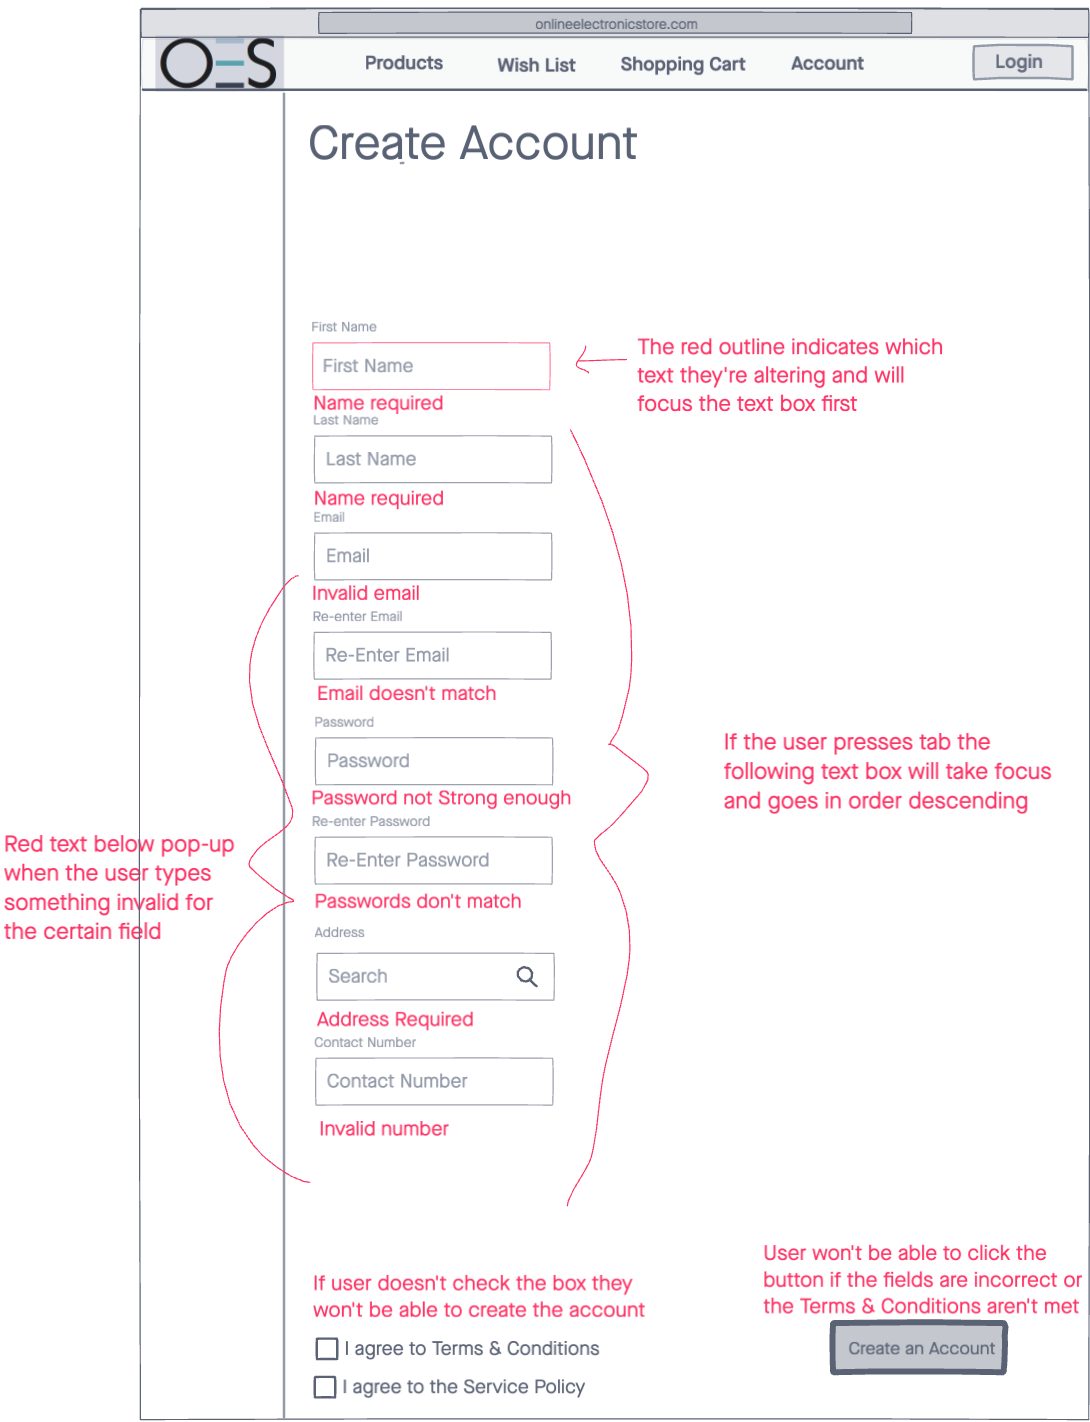 onlineelectronicstore.com
OES
Products
Wish List
Shopping Cart
Account
Login
Create Account
First Name
First Name
Name required
The red outline indicates which
text they're altering and will
focus the text box first
Last Name
Last Name
Name required
Email
Email
Invalid email
Re-enter Email
Re-Enter Email
Email doesn't match
Password
Password
Password not Strong enough
If the user presses tab the
following text box will take focus
and goes in order descending
Re-enter Password
Re-Enter Password
Passwords don't match
Red text below pop-up
when the user types
something invalid for
the certain field
Address
Search
Address Required
Contact Number
Contact Number
Invalid number
If user doesn't check the box they
won't be able to create the account
I agree to Terms & Conditions
I agree to the Service Policy
User won't be able to click the
button if the fields are incorrect or
the Terms & Conditions aren't met
Create an Account